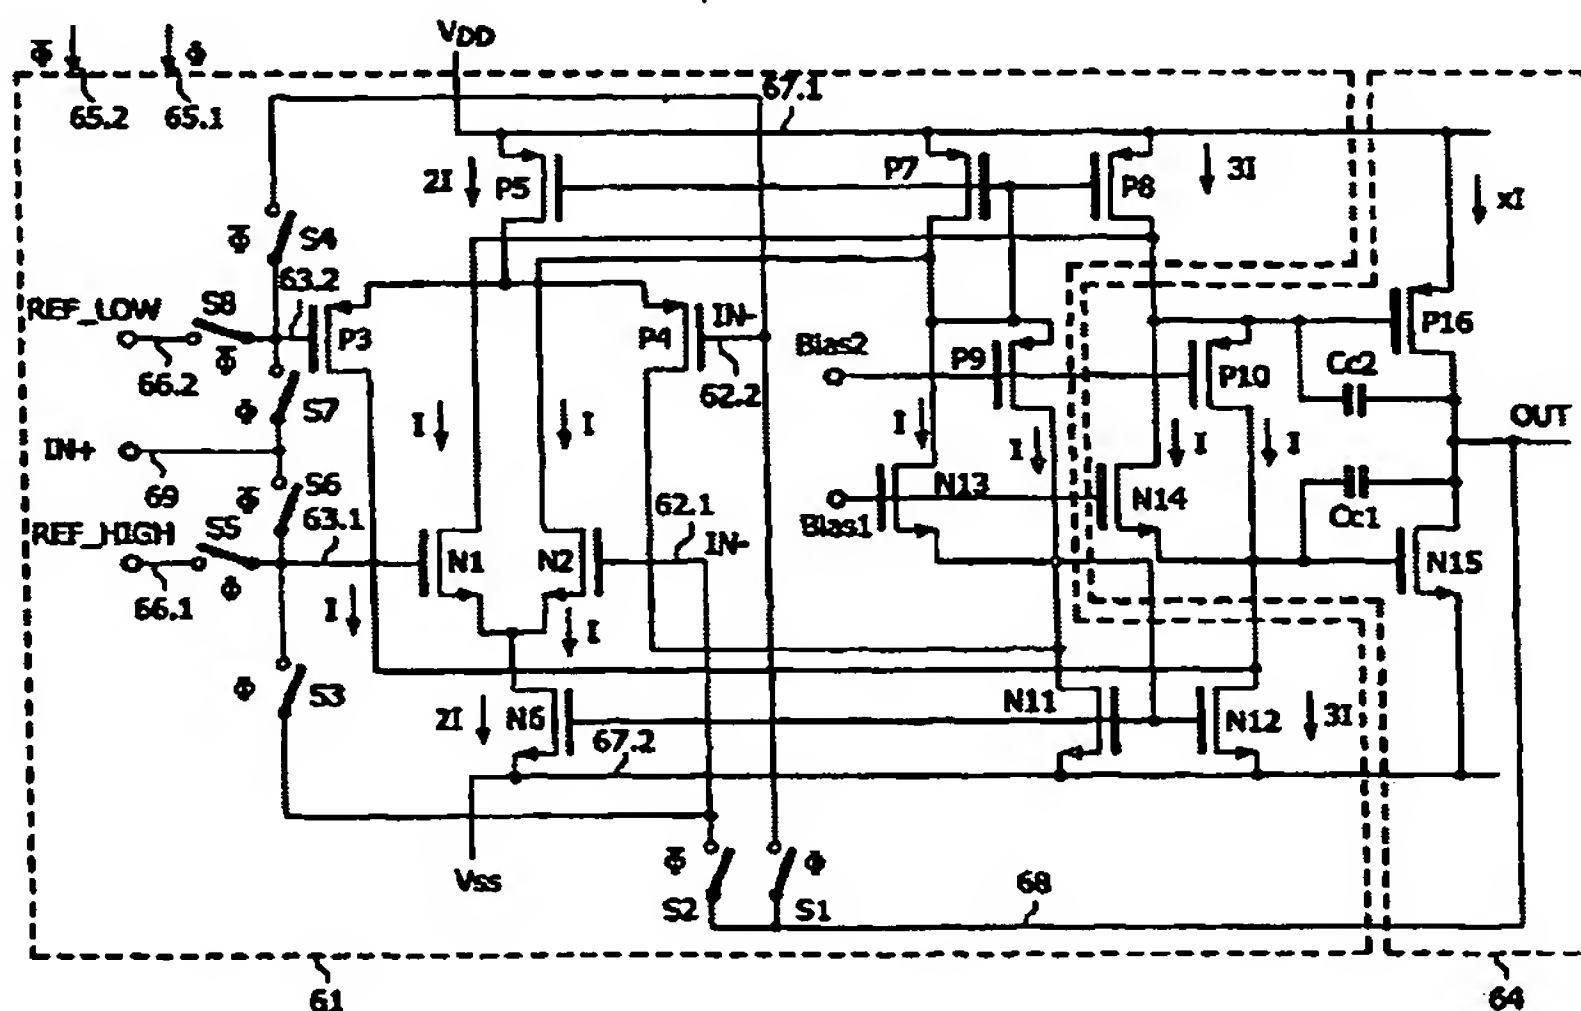 Φ̅
Φ
65.2
65.1
VDD
67.1
2I
P5
P7
P8
3I
xI
Φ̅
S4
63.2
REF_LOW
S8
66.2
Φ̅
P3
P4
IN-
62.2
Bias2
P9
P10
P16
Cc2
Φ
S7
IN+
69
I
I
I
I
I
I
OUT
Φ̅
S6
63.1
REF_HIGH
S5
66.1
Φ
N1
N2
62.1
IN-
Bias1
N13
N14
Cc1
N15
I
I
Φ
S3
2I
N6
67.2
N11
N12
3I
Vss
Φ̅
S2
Φ
S1
68
61
64